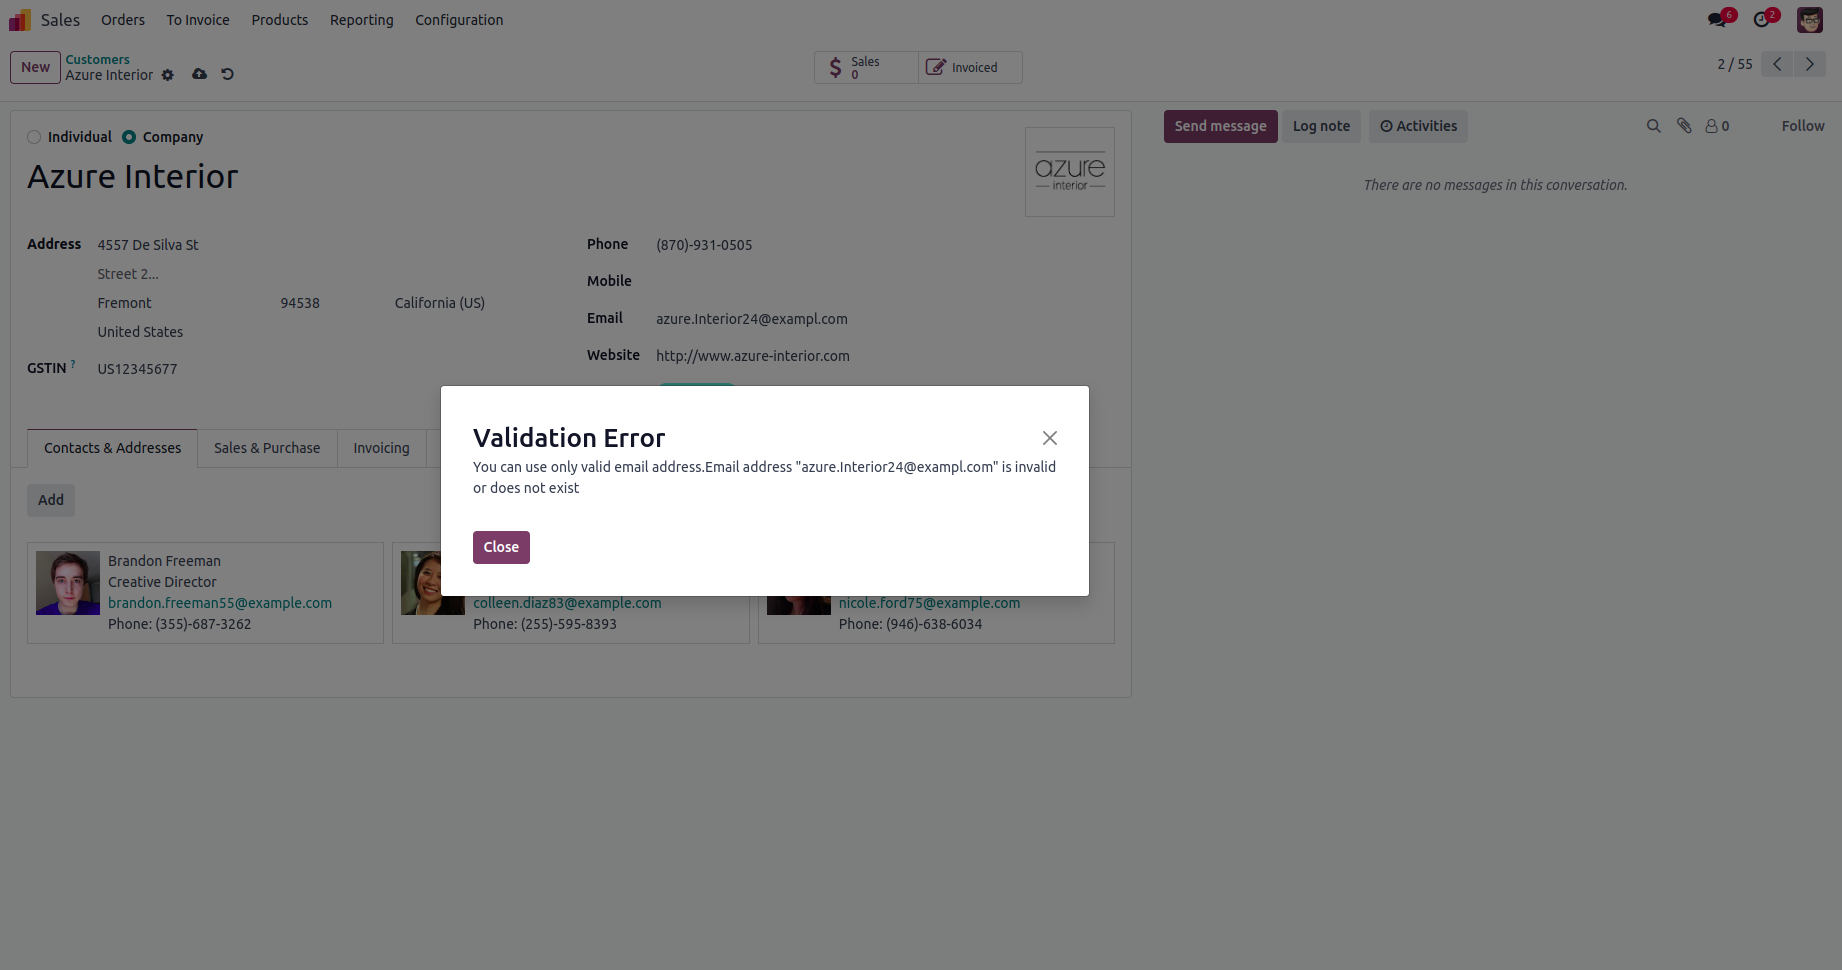 Sales Orders To Invoice Products Reporting Configuration 6 2
New Customers Sales 0 Invoiced 2 / 55
Azure Interior
Individual Company
Azure Interior
azure
interior
Address 4557 De Silva St
Street 2...
Fremont 94538 California (US)
United States
GSTIN ? US12345677
Phone (870)-931-0505
Mobile
Email azure.Interior24@exampl.com
Website http://www.azure-interior.com
Send message Log note Activities 0 Follow
There are no messages in this conversation.
Validation Error
You can use only valid email address.Email address "azure.Interior24@exampl.com" is invalid
or does not exist
Close
Contacts & Addresses Sales & Purchase Invoicing
Add
Brandon Freeman
Creative Director
brandon.freeman55@example.com
Phone: (355)-687-3262
colleen.diaz83@example.com
Phone: (255)-595-8393
nicole.ford75@example.com
Phone: (946)-638-6034